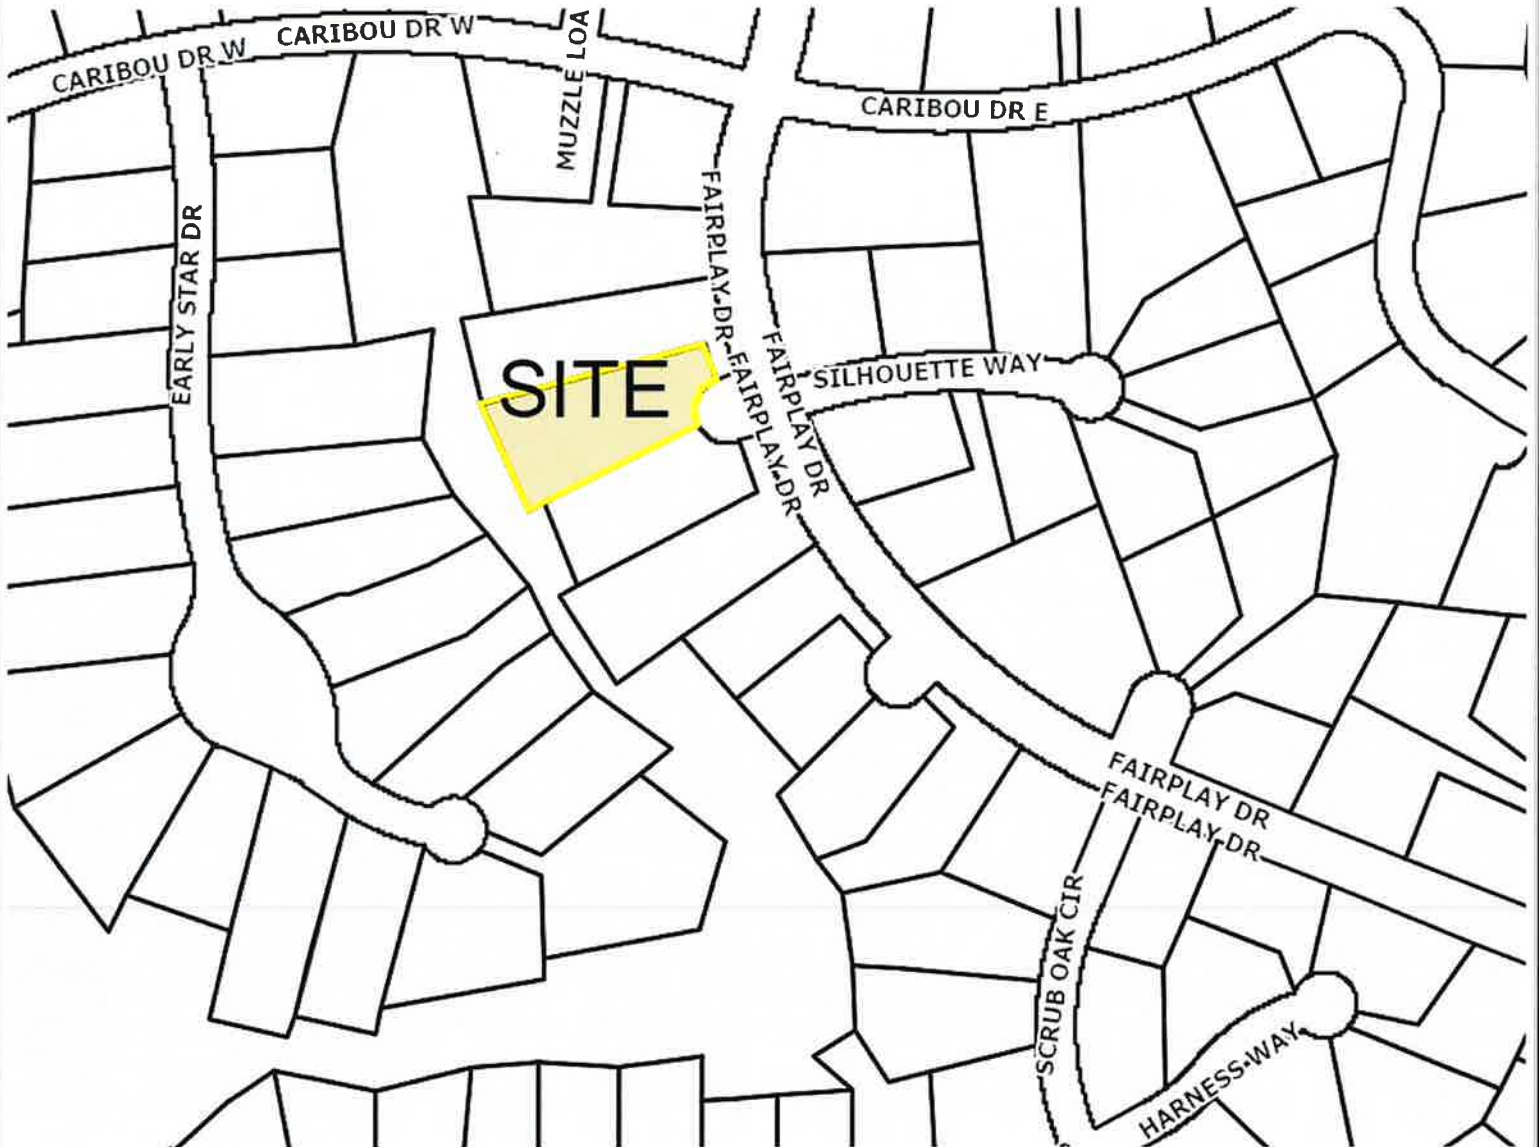 CARIBOU DR W
CARIBOU DR W
MUZZLE LOA
CARIBOU DR E
EARLY STAR DR
FAIRPLAY DR
FAIRPLAY DR
FAIRPLAY DR
SILHOUETTE WAY
SITE
FAIRPLAY DR
FAIRPLAY DR
SCRUB OAK CIR
HARNESS WAY